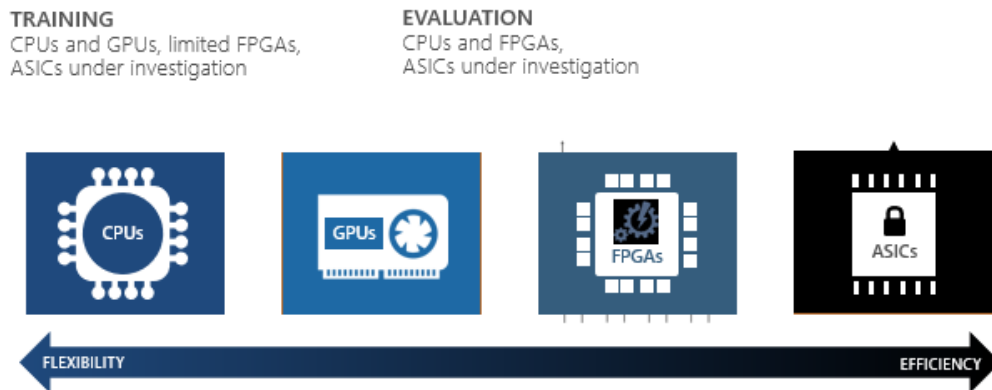 TRAINING
CPUs and GPUs, limited FPGAs,
ASICs under investigation
EVALUATION
CPUs and FPGAs,
ASICs under investigation
CPUs
GPUs
FPGAs
ASICs
FLEXIBILITY
EFFICIENCY